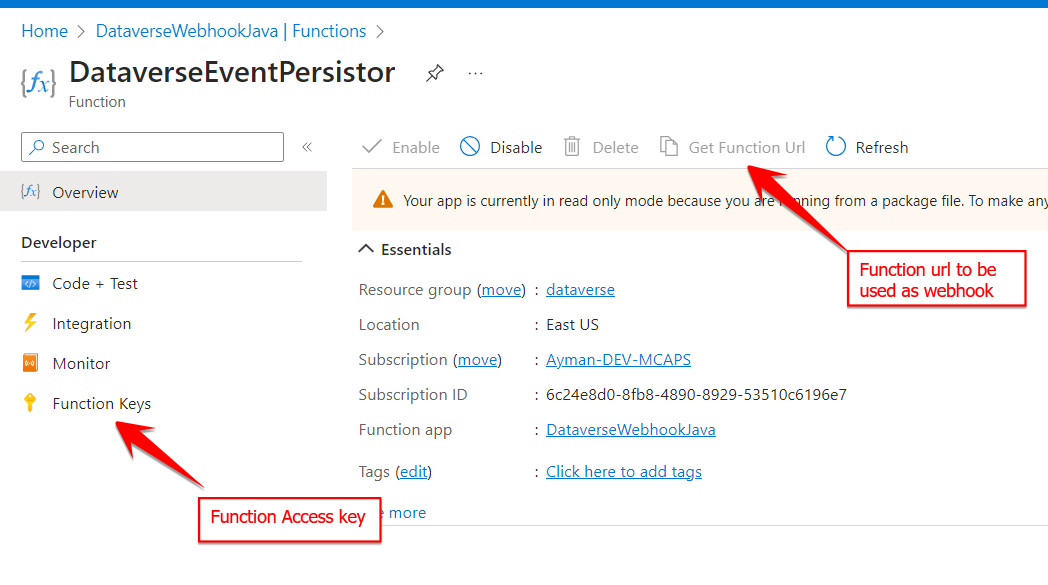 Home > DataverseWebhookJava | Functions >
{fx} DataverseEventPersistor ...
Function
Search «
Enable Disable Delete Get Function Url Refresh
{fx} Overview
Your app is currently in read only mode because you are running from a package file. To make any
Developer
Essentials
Code + Test
Integration
Monitor
Function Keys
Resource group (move) : dataverse
Location : East US
Subscription (move) : Ayman-DEV-MCAPS
Subscription ID : 6c24e8d0-8fb8-4890-8929-53510c6196e7
Function app : DataverseWebhookJava
Tags (edit) : Click here to add tags
more
Function url to be
used as webhook
Function Access key